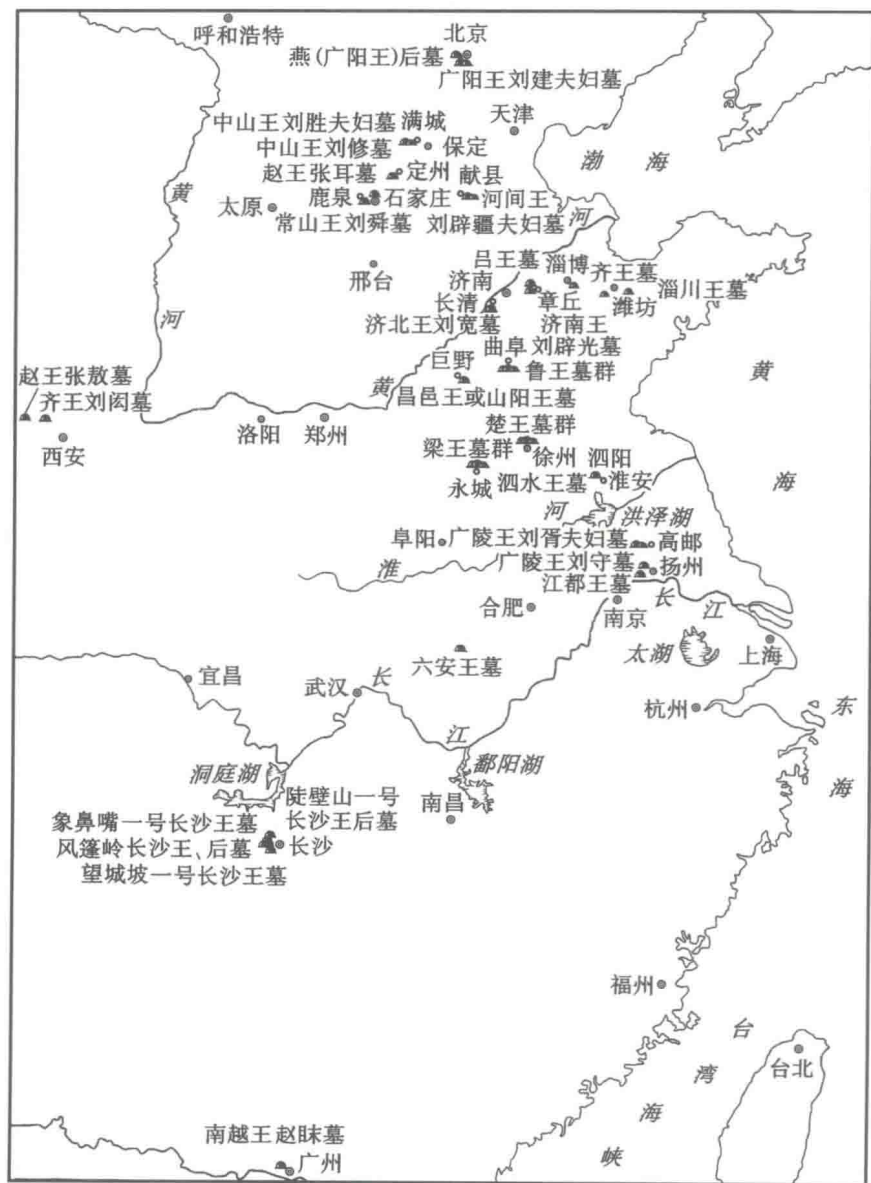 呼和浩特
北京
燕(广阳王)后墓
广阳王刘建夫妇墓
天津
中山王刘胜夫妇墓 满城
中山王刘修墓
保定
渤海
赵王张耳墓
定州
献县
鹿泉
石家庄
河间王
刘辟疆夫妇墓
太原
常山王刘舜墓
黄河
邢台
吕王墓
淄博
齐王墓
淄川王墓
济南
章丘
潍坊
长清
济北王刘宽墓
济南王
刘辟光墓
曲阜
鲁王墓群
巨野
昌邑王或山阳王墓
黄河
黄海
赵王张敖墓
齐王刘闳墓
西安
洛阳
郑州
楚王墓群
梁王墓群
徐州
泗阳
永城
泗水王墓
淮安
淮河
洪泽湖
阜阳
广陵王刘胥夫妇墓
高邮
广陵王刘守墓
扬州
江都王墓
合肥
南京
长江
六安王墓
太湖
上海
宜昌
武汉
长江
杭州
东海
洞庭湖
鄱阳湖
南昌
陡壁山一号
长沙王后墓
象鼻嘴一号长沙王墓
风篷岭长沙王、后墓
长沙
望城坡一号长沙王墓
福州
台湾海峡
台北
南越王赵眜墓
广州